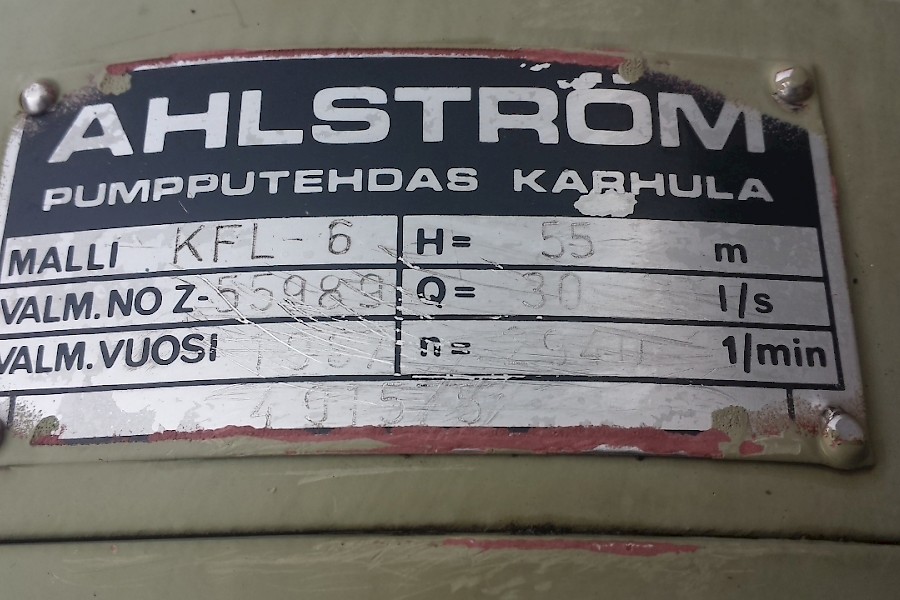 AHLSTRÖM
PUMPPUTEHDAS KARHULA
MALLI KFL-6 H= 55 m
VALM.NO Z-55989 Q= 30 l/s
VALM.VUOSI n= 1/min